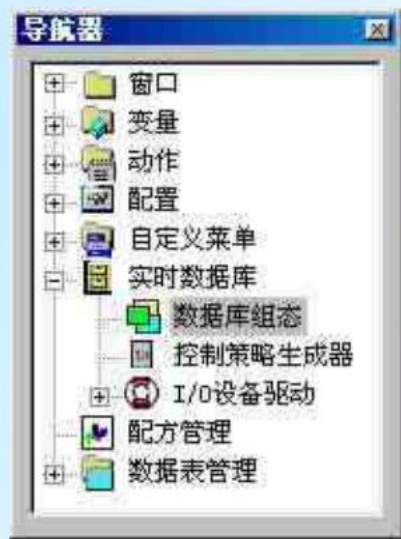 导航器
窗口
变量
动作
配置
自定义菜单
实时数据库
数据库组态
控制策略生成器
I/O设备驱动
配方管理
数据表管理